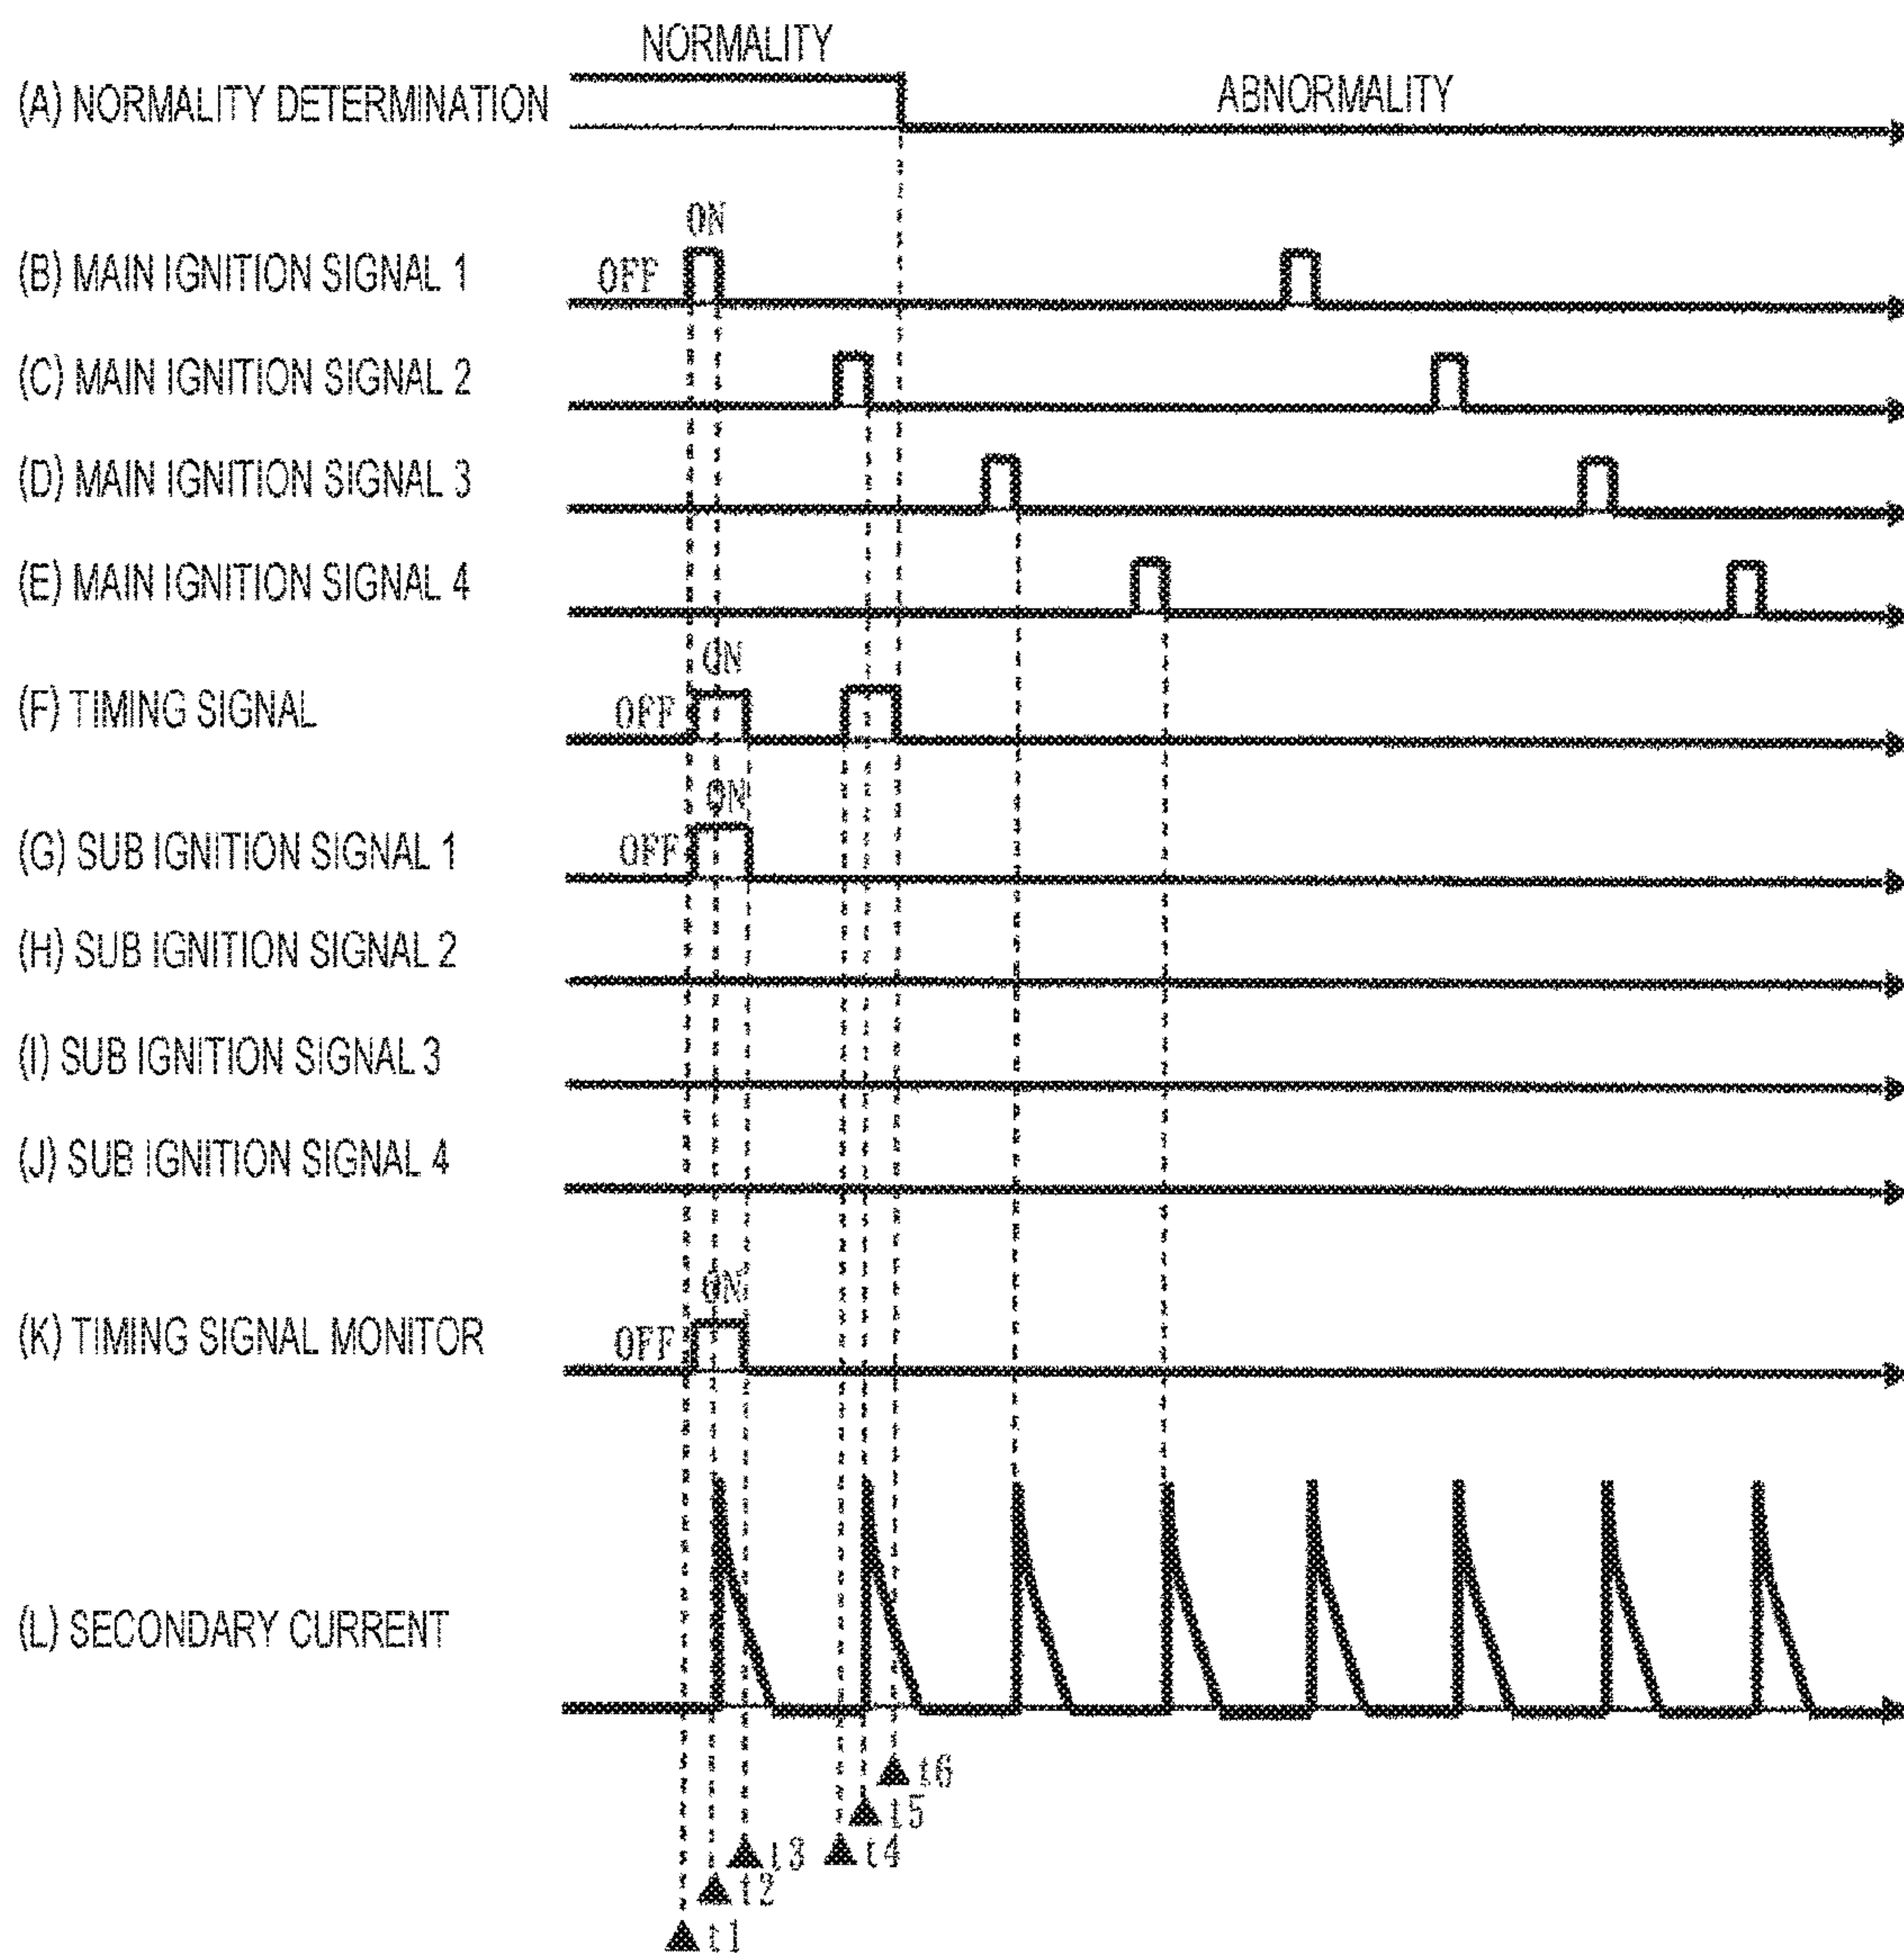 NORMALITY
(A) NORMALITY DETERMINATION
ABNORMALITY
ON
(B) MAIN IGNITION SIGNAL 1
OFF
(C) MAIN IGNITION SIGNAL 2
(D) MAIN IGNITION SIGNAL 3
(E) MAIN IGNITION SIGNAL 4
ON
(F) TIMING SIGNAL
OFF
ON
(G) SUB IGNITION SIGNAL 1
OFF
(H) SUB IGNITION SIGNAL 2
(I) SUB IGNITION SIGNAL 3
(J) SUB IGNITION SIGNAL 4
ON
(K) TIMING SIGNAL MONITOR
OFF
(L) SECONDARY CURRENT
t6
t5
t3
t4
t2
t1